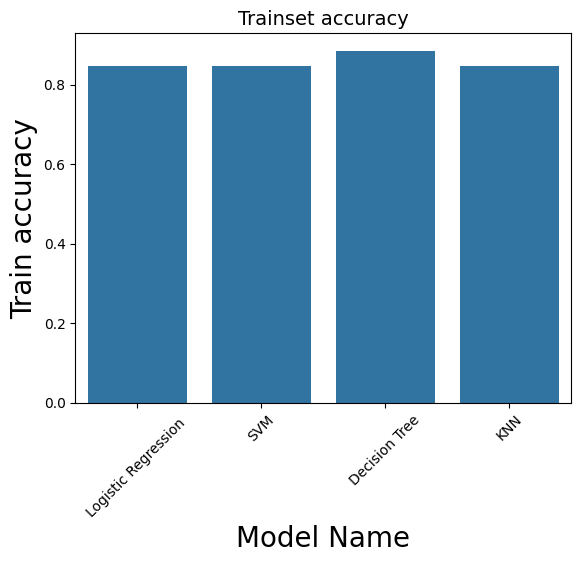 Trainset accuracy
Train accuracy
0.8
0.6
0.4
0.2
0.0
Logistic Regression
SVM
Decision Tree
KNN
Model Name